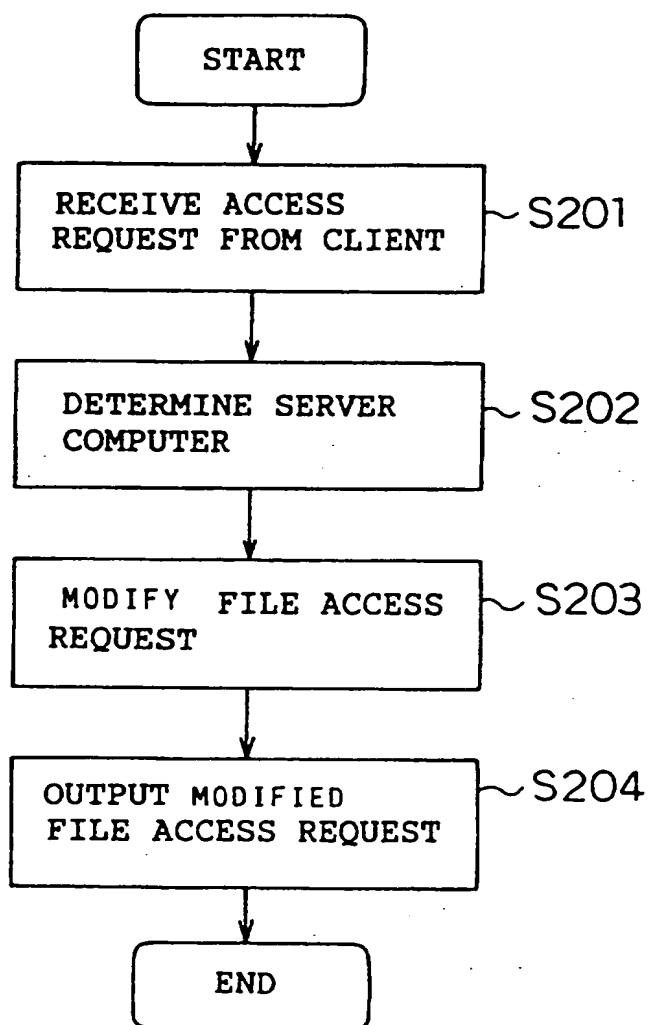 START
RECEIVE ACCESS
REQUEST FROM CLIENT
S201
DETERMINE SERVER
COMPUTER
S202
MODIFY FILE ACCESS
REQUEST
S203
OUTPUT MODIFIED
FILE ACCESS REQUEST
S204
END